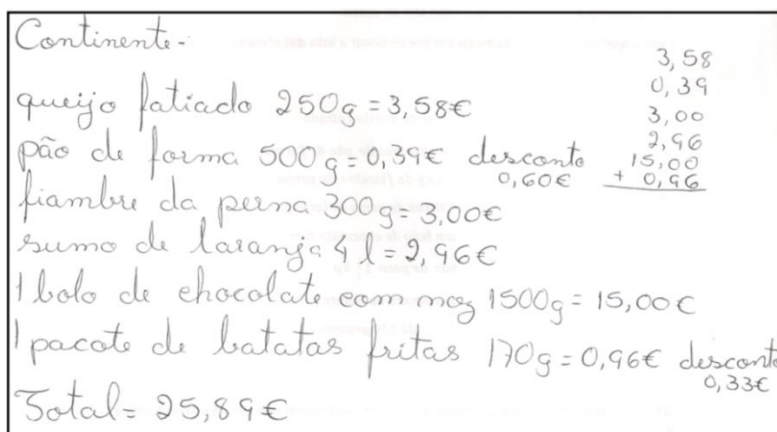 Continente-
queijo fatiado 250g = 3,58€
pão de forma 500g = 0,39€ desconto
0,60€
fiambre da perna 300g = 3,00€
sumo de laranja 4 l = 2,96€
1 bolo de chocolate com noz 1500g = 15,00€
1 pacote de batatas fritas 170g = 0,96€ desconto
0,33€
Total = 25,89€
3,58
0,39
3,00
2,96
15,00
+ 0,96